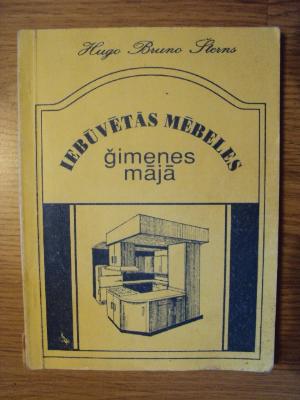 Hugo Bruno Šterns
IEBŪVĒTĀS MĒBELES
ģimenes
mājā